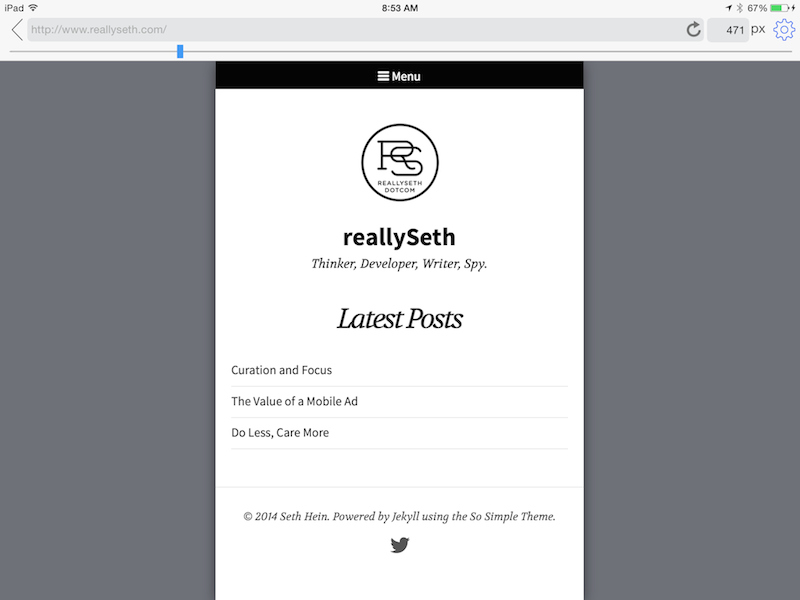 iPad 8:53 AM 67%
http://www.reallyseth.com/ 471 px
Menu
RS
REALLYSETH
DOTCOM
reallySeth
Thinker, Developer, Writer, Spy.
Latest Posts
Curation and Focus
The Value of a Mobile Ad
Do Less, Care More
© 2014 Seth Hein. Powered by Jekyll using the So Simple Theme.